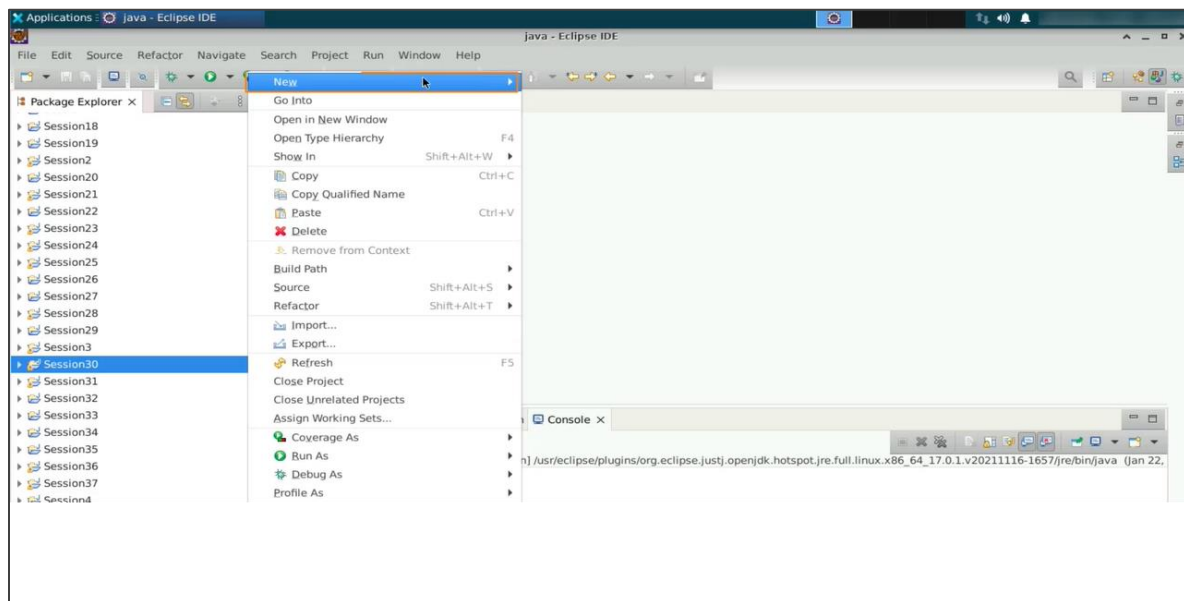 Applications : java - Eclipse IDE
java - Eclipse IDE
File Edit Source Refactor Navigate Search Project Run Window Help
Package Explorer
Session18
Session19
Session2
Session20
Session21
Session22
Session23
Session24
Session25
Session26
Session27
Session28
Session29
Session3
Session30
Session31
Session32
Session33
Session34
Session35
Session36
Session37
Session4
New
Go Into
Open in New Window
Open Type Hierarchy F4
Show In Shift+Alt+W
Copy Ctrl+C
Copy Qualified Name
Paste Ctrl+V
Delete
Remove from Context
Build Path
Source Shift+Alt+S
Refactor Shift+Alt+T
Import...
Export...
Refresh F5
Close Project
Close Unrelated Projects
Assign Working Sets...
Coverage As
Run As
Debug As
Profile As
Console
n] /usr/eclipse/plugins/org.eclipse.justj.openjdk.hotspot.jre.full.linux.x86_64_17.0.1.v20211116-1657/jre/bin/java (Jan 22,